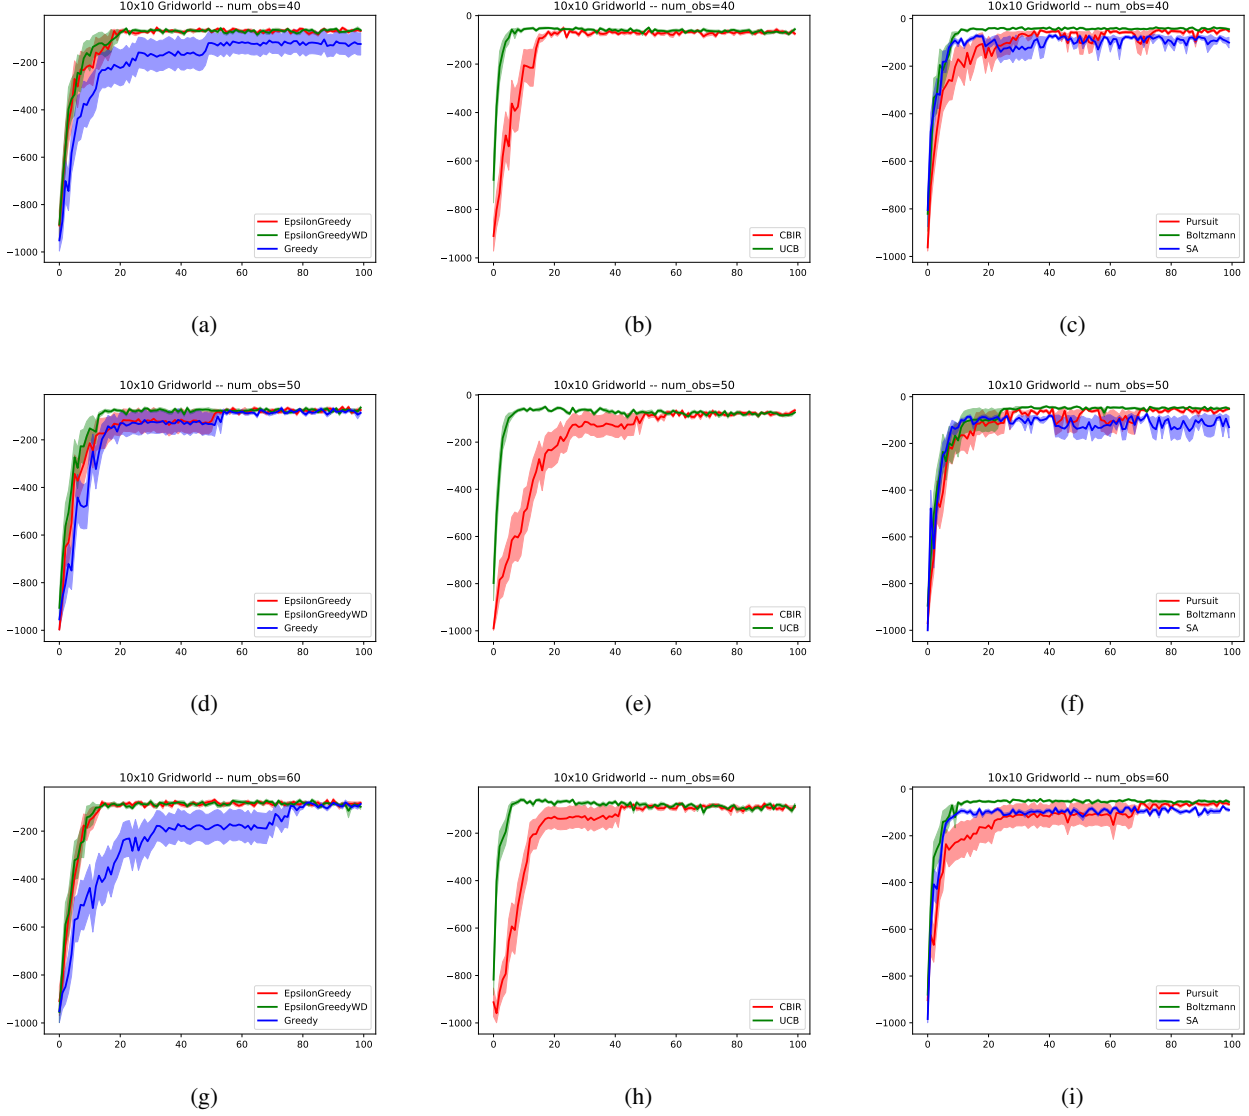 10x10 Gridworld -- num_obs=40
−200
−400
−600
−800
−1000
0 20 40 60 80 100
EpsilonGreedy
EpsilonGreedyWD
Greedy
(a)
10x10 Gridworld -- num_obs=40
0
−200
−400
−600
−800
−1000
0 20 40 60 80 100
CBIR
UCB
(b)
10x10 Gridworld -- num_obs=40
0
−200
−400
−600
−800
−1000
0 20 40 60 80 100
Pursuit
Boltzmann
SA
(c)
10x10 Gridworld -- num_obs=50
−200
−400
−600
−800
−1000
0 20 40 60 80 100
EpsilonGreedy
EpsilonGreedyWD
Greedy
(d)
10x10 Gridworld -- num_obs=50
0
−200
−400
−600
−800
−1000
0 20 40 60 80 100
CBIR
UCB
(e)
10x10 Gridworld -- num_obs=50
0
−200
−400
−600
−800
−1000
0 20 40 60 80 100
Pursuit
Boltzmann
SA
(f)
10x10 Gridworld -- num_obs=60
−200
−400
−600
−800
−1000
0 20 40 60 80 100
EpsilonGreedy
EpsilonGreedyWD
Greedy
(g)
10x10 Gridworld -- num_obs=60
−200
−400
−600
−800
−1000
0 20 40 60 80 100
CBIR
UCB
(h)
10x10 Gridworld -- num_obs=60
0
−200
−400
−600
−800
−1000
0 20 40 60 80 100
Pursuit
Boltzmann
SA
(i)